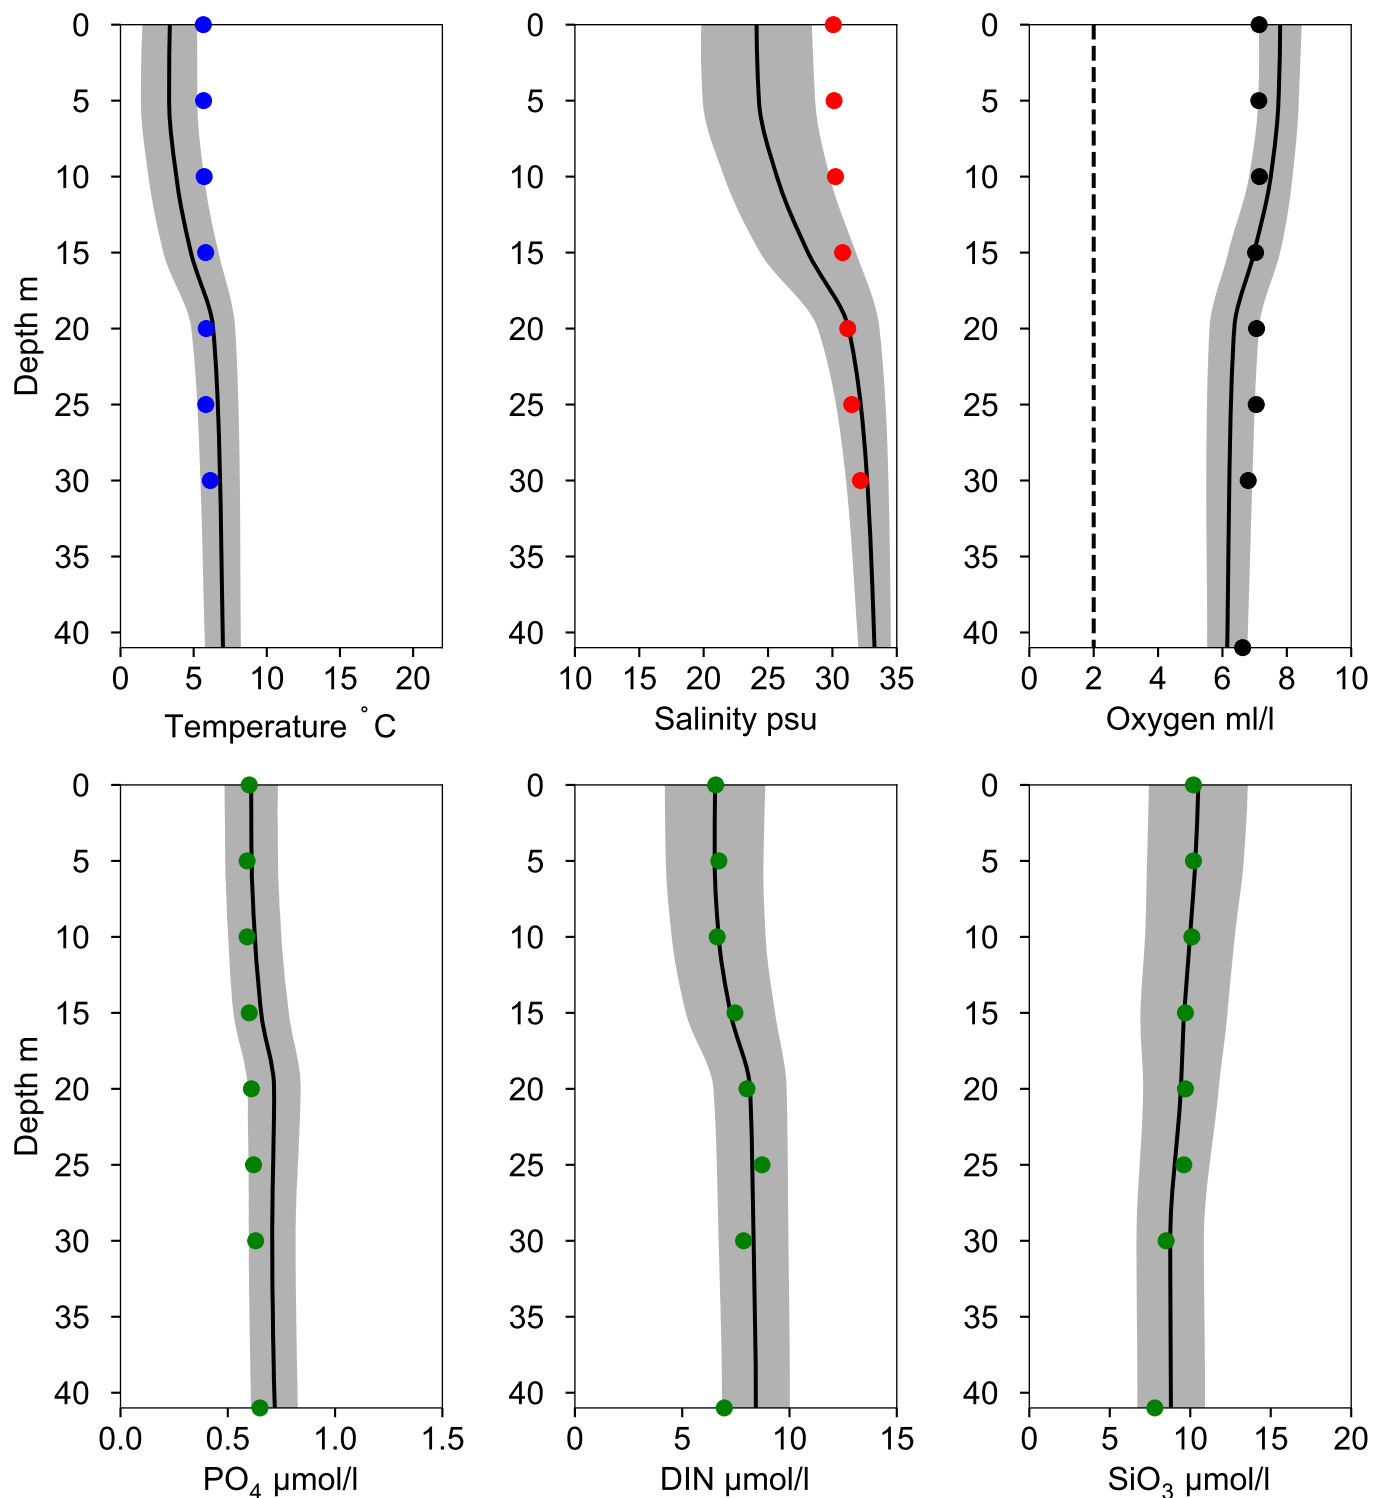 0 5 10 15 20 25 30 35 40
Depth m
0 5 10 15 20
Temperature ˚C
0 5 10 15 20 25 30 35 40
10 15 20 25 30 35
Salinity psu
0 5 10 15 20 25 30 35 40
0 2 4 6 8 10
Oxygen ml/l
0 5 10 15 20 25 30 35 40
Depth m
0.0 0.5 1.0 1.5
PO₄ µmol/l
0 5 10 15 20 25 30 35 40
0 5 10 15
DIN µmol/l
0 5 10 15 20 25 30 35 40
0 5 10 15 20
SiO₃ µmol/l